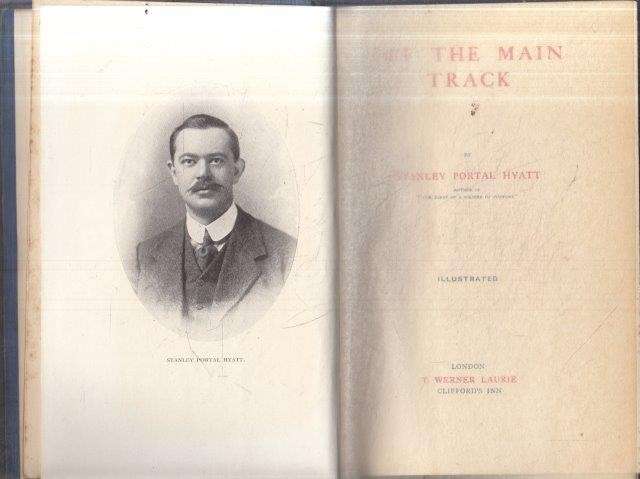 STANLEY PORTAL HYATT.
THE MAIN
TRACK
BY
STANLEY PORTAL HYATT
AUTHOR OF
ILLUSTRATED
LONDON
T. WERNER LAURIE
CLIFFORD'S INN